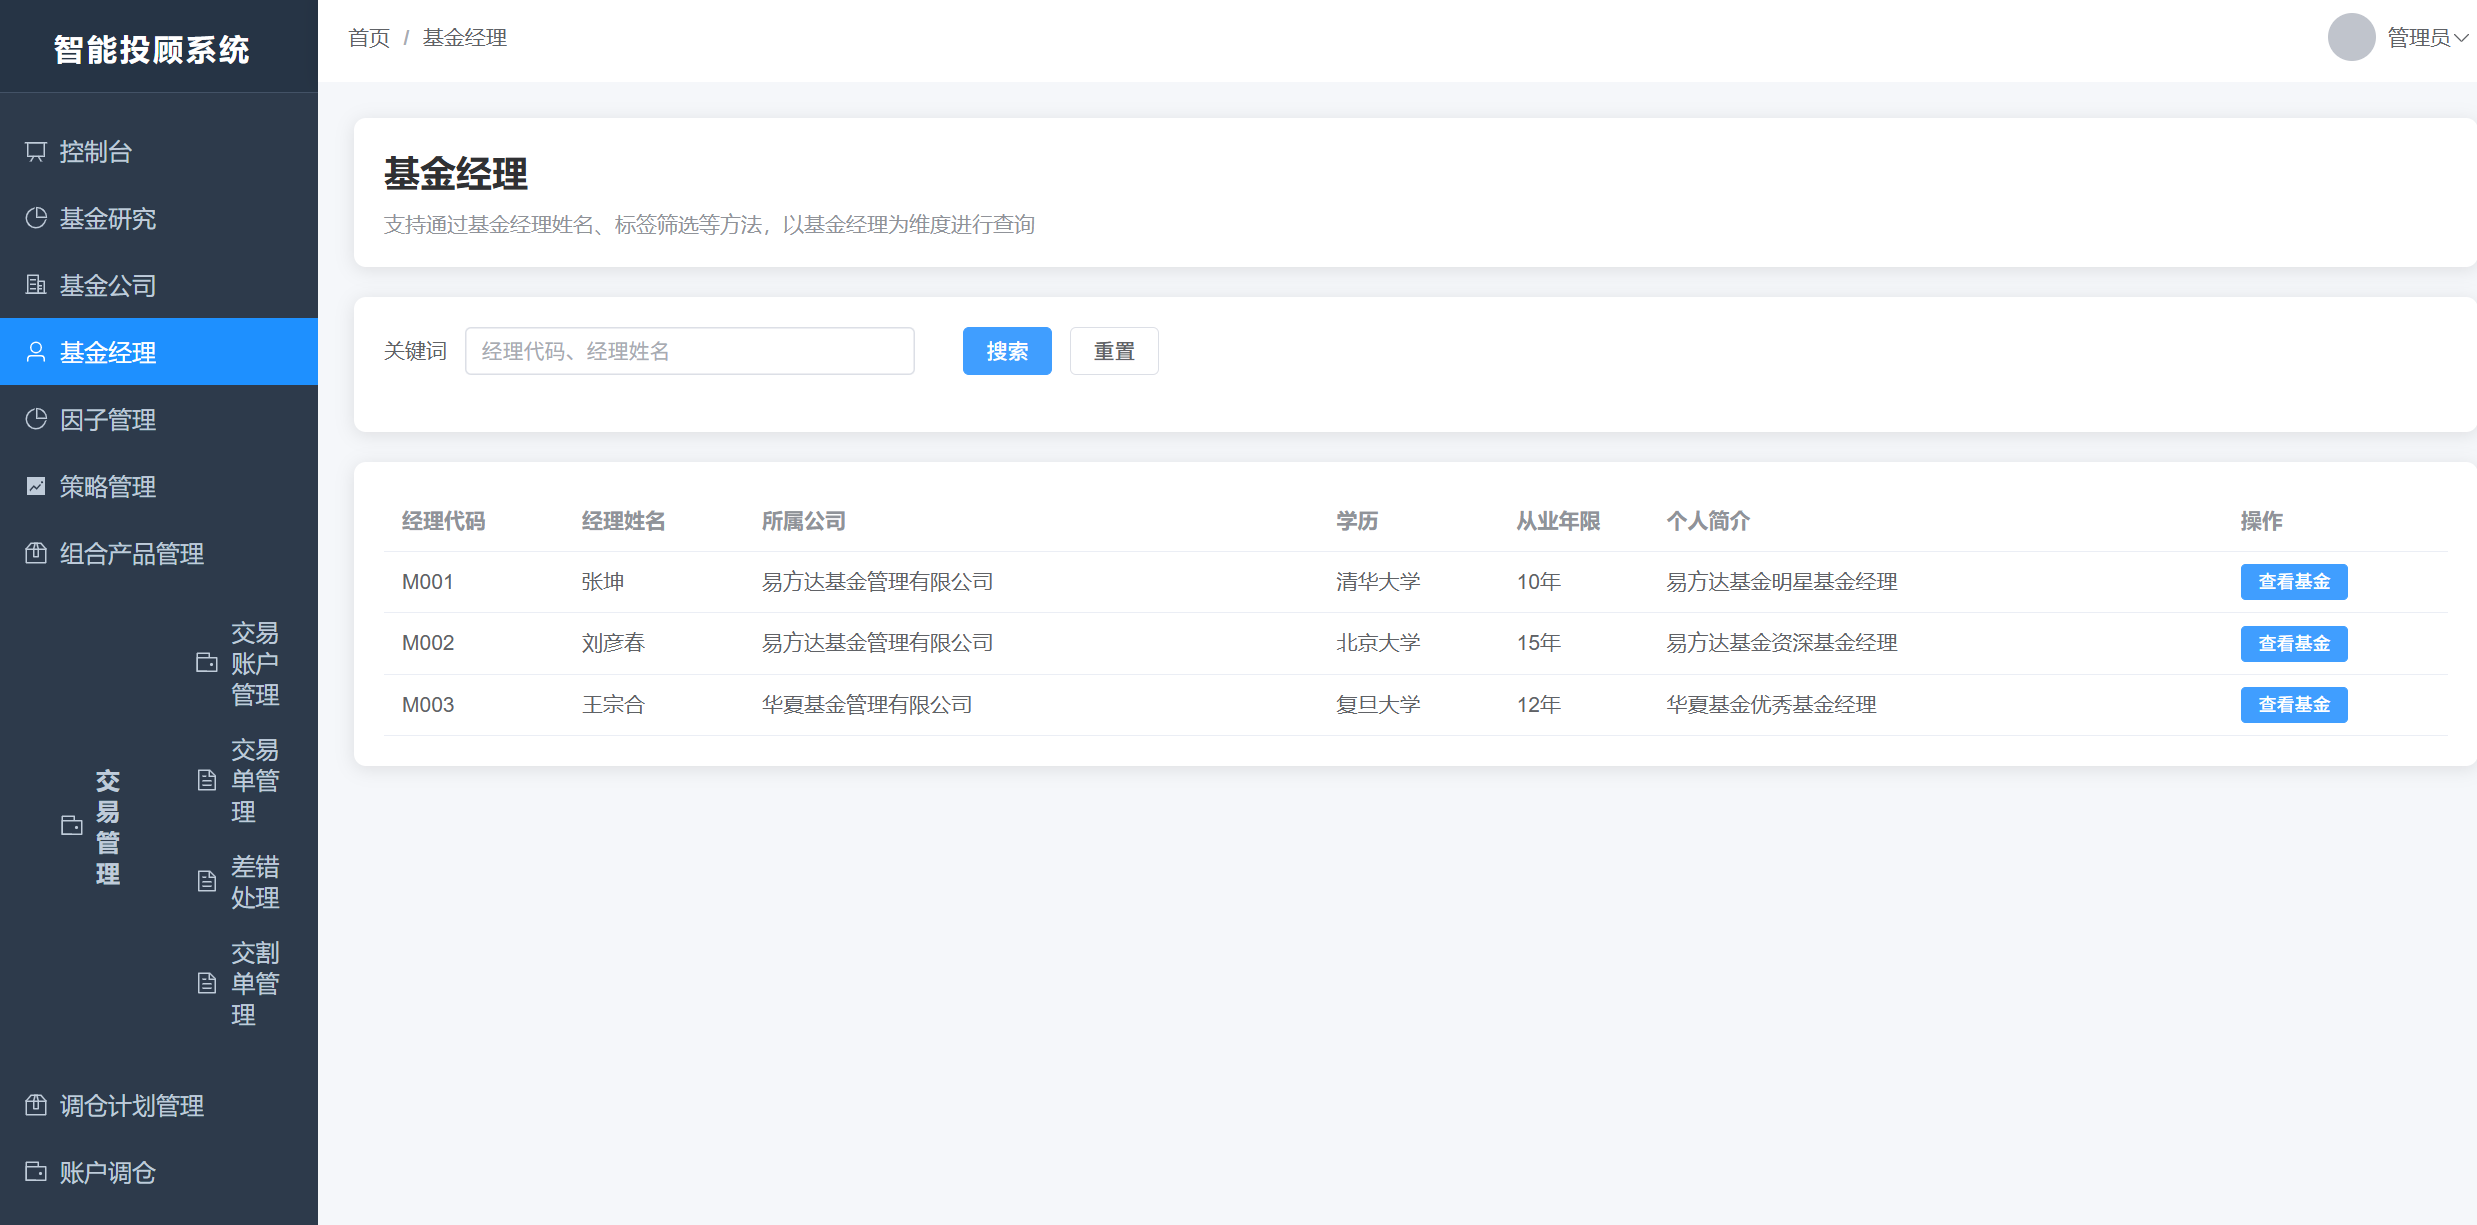 智能投顾系统
首页 / 基金经理
管理员
控制台
基金研究
基金公司
基金经理
因子管理
策略管理
组合产品管理
交易管理
交易账户管理
交易单管理
差错处理
交割单管理
调仓计划管理
账户调仓
基金经理
支持通过基金经理姓名、标签筛选等方法，以基金经理为维度进行查询
关键词 经理代码、经理姓名 搜索 重置
经理代码 经理姓名 所属公司 学历 从业年限 个人简介 操作
M001 张坤 易方达基金管理有限公司 清华大学 10年 易方达基金明星基金经理 查看基金
M002 刘彦春 易方达基金管理有限公司 北京大学 15年 易方达基金资深基金经理 查看基金
M003 王宗合 华夏基金管理有限公司 复旦大学 12年 华夏基金优秀基金经理 查看基金